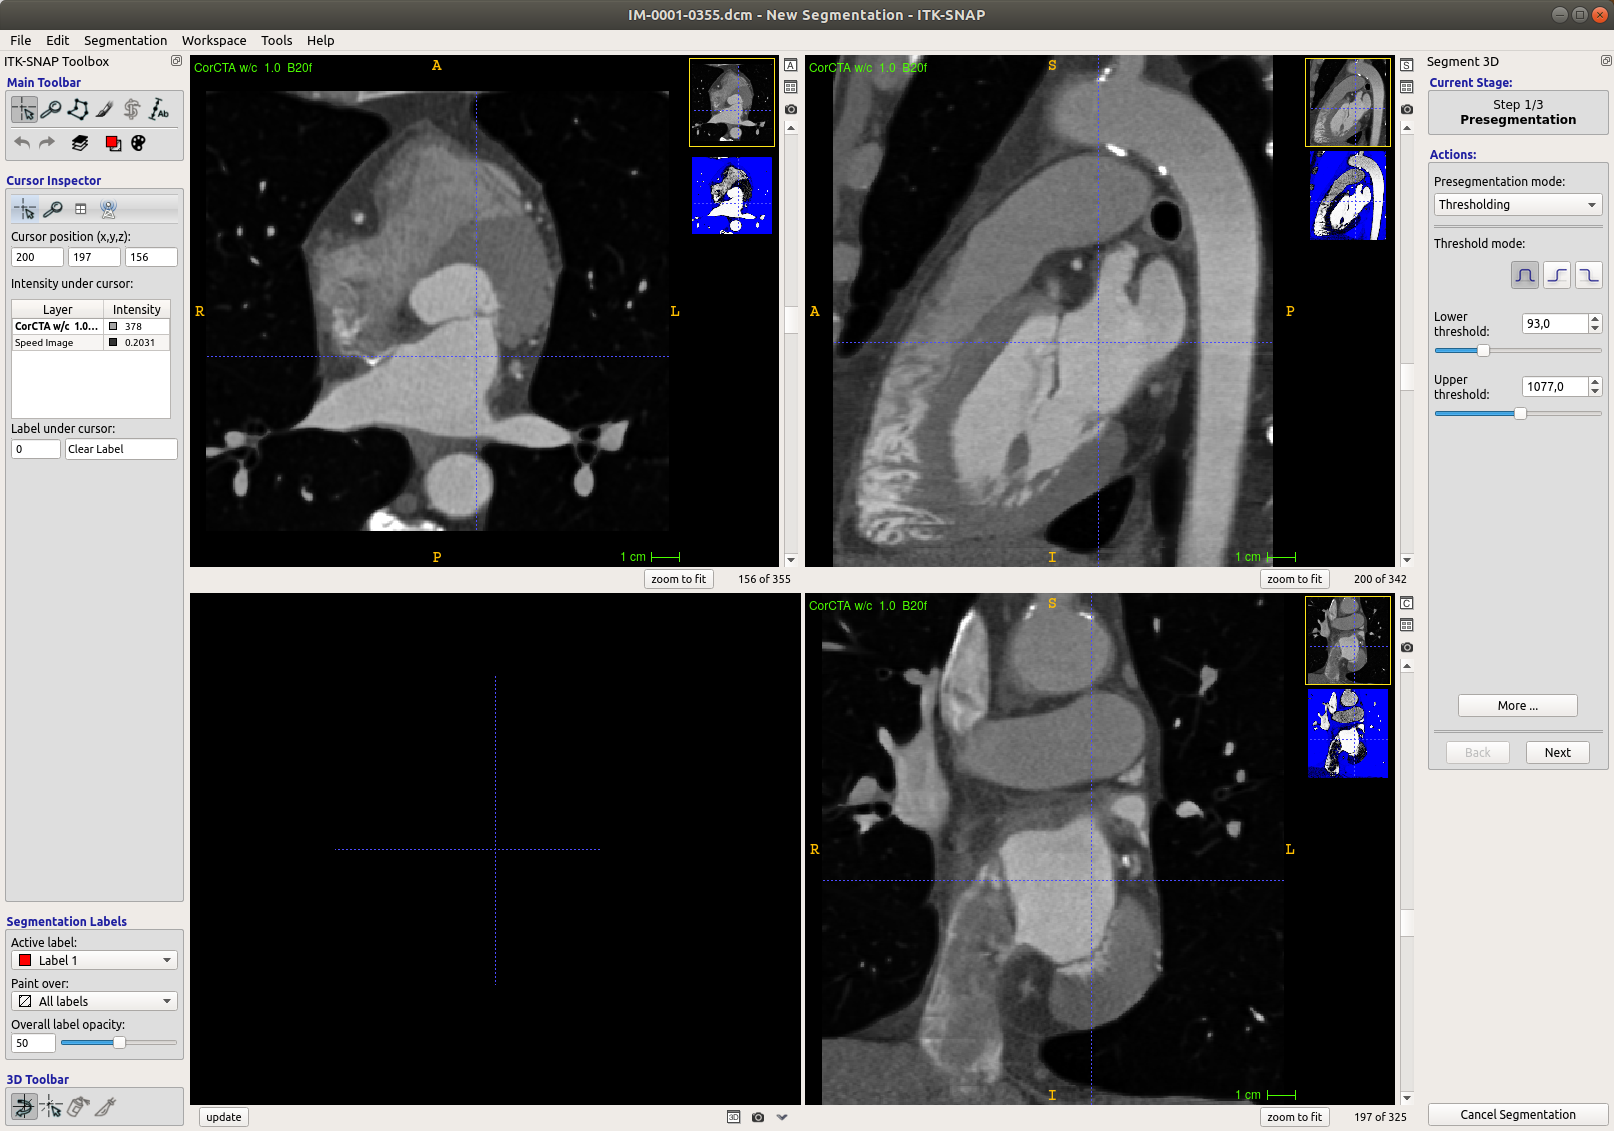 IM-0001-0355.dcm - New Segmentation - ITK-SNAP
File Edit Segmentation Workspace Tools Help
ITK-SNAP Toolbox
Main Toolbar
Ab
Cursor Inspector
Cursor position (x,y,z):
200 197 156
Intensity under cursor:
Layer Intensity
CorCTA w/c 1.0... 378
Speed Image 0.2031
Label under cursor:
0 Clear Label
Segmentation Labels
Active label:
Label 1
Paint over:
All labels
Overall label opacity:
50
3D Toolbar
CorCTA w/c 1.0 B20f
A
R
L
P
1 cm
A
zoom to fit 156 of 355
CorCTA w/c 1.0 B20f
S
A
P
I
1 cm
S
zoom to fit 200 of 342
update
3D
CorCTA w/c 1.0 B20f
S
R
L
I
1 cm
C
zoom to fit 197 of 325
Segment 3D
Current Stage:
Step 1/3
Presegmentation
Actions:
Presegmentation mode:
Thresholding
Threshold mode:
Lower
threshold:
93,0
Upper
threshold:
1077,0
More ...
Back Next
Cancel Segmentation